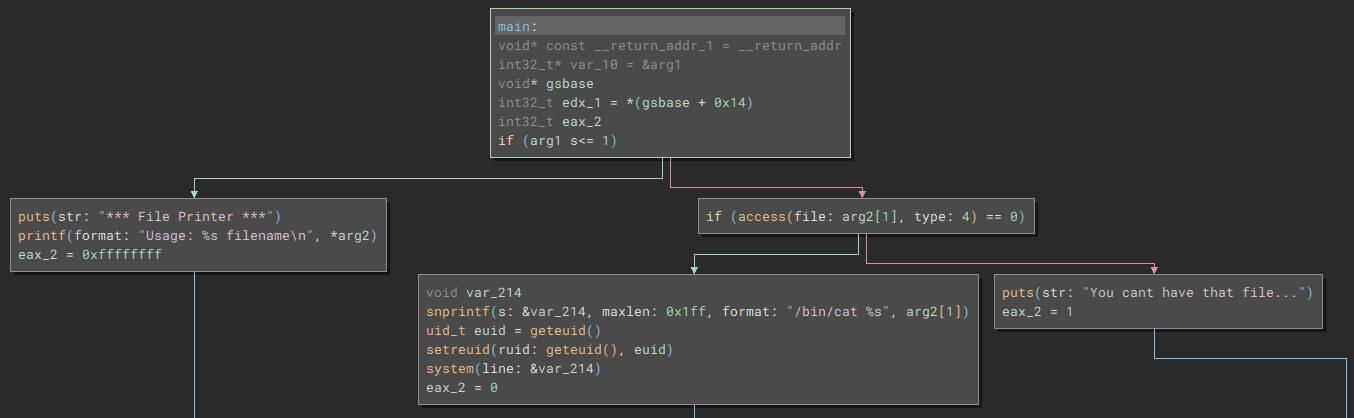 main:
void* const __return_addr_1 = __return_addr
int32_t* var_10 = &arg1
void* gsbase
int32_t edx_1 = *(gsbase + 0x14)
int32_t eax_2
if (arg1 s<= 1)
puts(str: "*** File Printer ***")
printf(format: "Usage: %s filename\n", *arg2)
eax_2 = 0xffffffff
if (access(file: arg2[1], type: 4) == 0)
void var_214
snprintf(s: &var_214, maxlen: 0x1ff, format: "/bin/cat %s", arg2[1])
uid_t euid = geteuid()
setreuid(ruid: geteuid(), euid)
system(line: &var_214)
eax_2 = 0
puts(str: "You cant have that file...")
eax_2 = 1